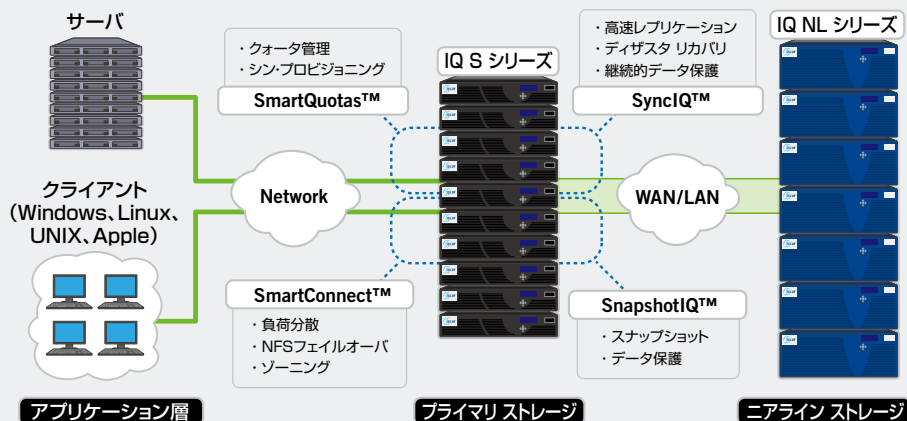 サーバ
・クォータ管理
・シン・プロビジョニング
SmartQuotas™
IQ S シリーズ
・高速レプリケーション
・ディザスタ リカバリ
・継続的データ保護
SyncIQ™
IQ NL シリーズ
クライアント
(Windows、Linux、
UNIX、Apple)
Network
WAN/LAN
SmartConnect™
・負荷分散
・NFSフェイルオーバ
・ゾーニング
SnapshotIQ™
・スナップショット
・データ保護
アプリケーション層
プライマリ ストレージ
ニアライン ストレージ